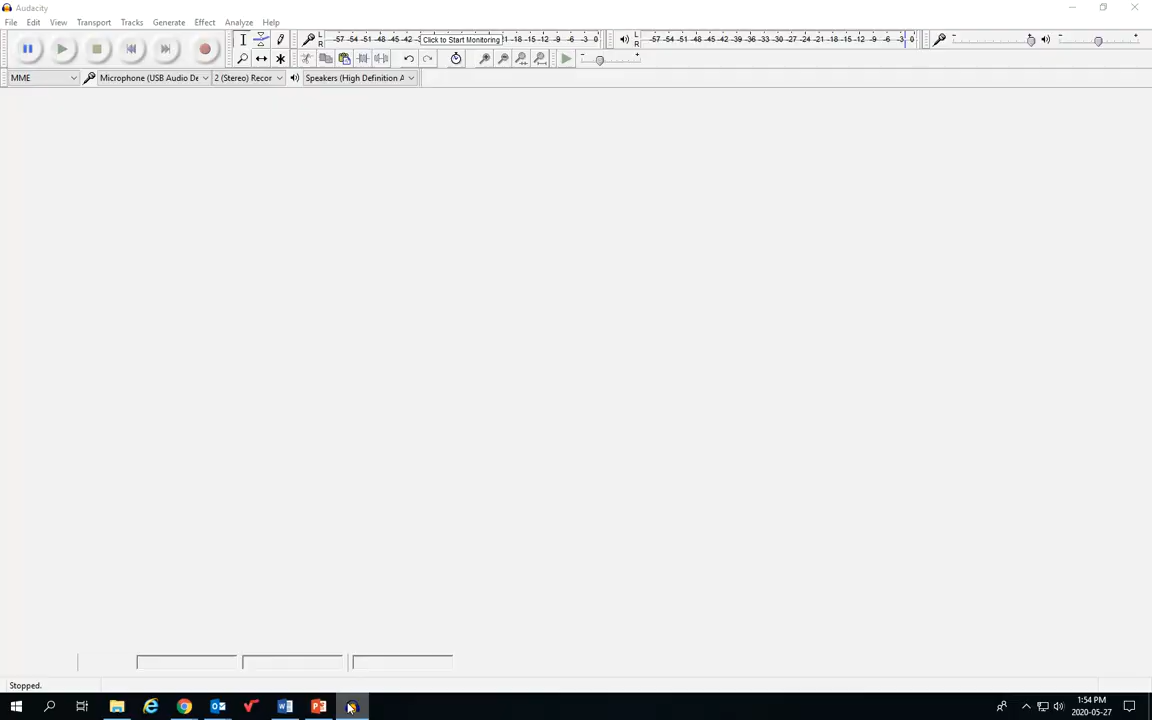 Audacity
File Edit View Transport Tracks Generate Effect Analyze Help
L -57 -54 -51 -48 -45 -42 Click to Start Monitoring -18 -15 -12 -9 -6 -3 0 L -57 -54 -51 -48 -45 -42 -39 -36 -33 -30 -27 -24 -21 -18 -15 -12 -9 -6 -3 0
R R
MME Microphone (USB Audio De 2 (Stereo) Recor Speakers (High Definition A
Stopped.
1:54 PM
2020-05-27